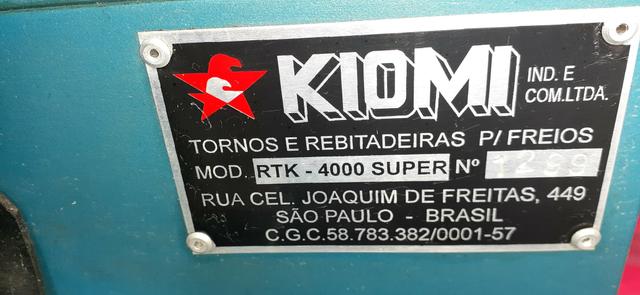 KIOMI IND. E COM.LTDA.
TORNOS E REBITADEIRAS P/FREIOS
MOD. RTK - 4000 SUPER Nº 1299
RUA CEL. JOAQUIM DE FREITAS, 449
SÃO PAULO - BRASIL
C.G.C.58.783.382/0001-57